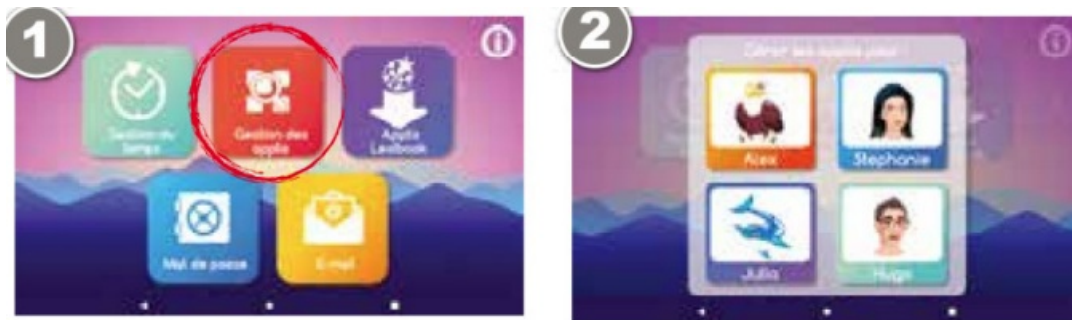 1
Gestion du
temps
Gestion des
applis
Applis
Lexibook
Mot de passe
E-mail
2
Gérer les applis pour
Alex
Stephanie
Julia
Hugo